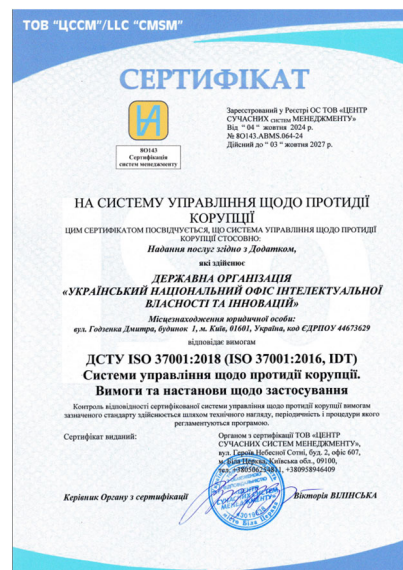 ТОВ "ЦССМ"/LLC "CMSM"
СЕРТИФІКАТ
8О143
Сертифікація
систем менеджменту
Зареєстрований у Реєстрі ОС ТОВ «ЦЕНТР
СУЧАСНИХ СИСТЕМ МЕНЕДЖМЕНТУ»
Від “ 04 “ жовтня 2024 р.
№ 8О143.ABMS.064-24
Дійсний до “ 03 “ жовтня 2027 р.
НА СИСТЕМУ УПРАВЛІННЯ ЩОДО ПРОТИДІЇ
КОРУПЦІЇ
ЦИМ СЕРТИФІКАТОМ ПОСВІДЧУЄТЬСЯ, ЩО СИСТЕМА УПРАВЛІННЯ ЩОДО ПРОТИДІЇ
КОРУПЦІЇ СТОСОВНО:
Надання послуг згідно з Додатком,
які здійснює
ДЕРЖАВНА ОРГАНІЗАЦІЯ
«УКРАЇНСЬКИЙ НАЦІОНАЛЬНИЙ ОФІС ІНТЕЛЕКТУАЛЬНОЇ
ВЛАСНОСТІ ТА ІННОВАЦІЙ»
Місцезнаходження юридичної особи:
вул. Годзенка Дмитра, будинок 1, м. Київ, 01601, Україна, код ЄДРПОУ 44673629
відповідає вимогам
ДСТУ ISO 37001:2018 (ISO 37001:2016, IDT)
Системи управління щодо протидії корупції.
Вимоги та настанови щодо застосування
Контроль відповідності сертифікованої системи управління щодо протидії корупції вимогам
зазначеного стандарту здійснюється шляхом технічного нагляду, періодичність і процедури якого
регламентуються програмою.
Сертифікат виданий:
Органом з сертифікації ТОВ «ЦЕНТР
СУЧАСНИХ СИСТЕМ МЕНЕДЖМЕНТУ»,
вул. Героїв Небесної Сотні, буд. 2, офіс 607,
м. Біла Церква, Київська обл., 09100,
тел. +380506254811, +380958946409
Керівник Органу з сертифікації
Вікторія ВІЛІНСЬКА